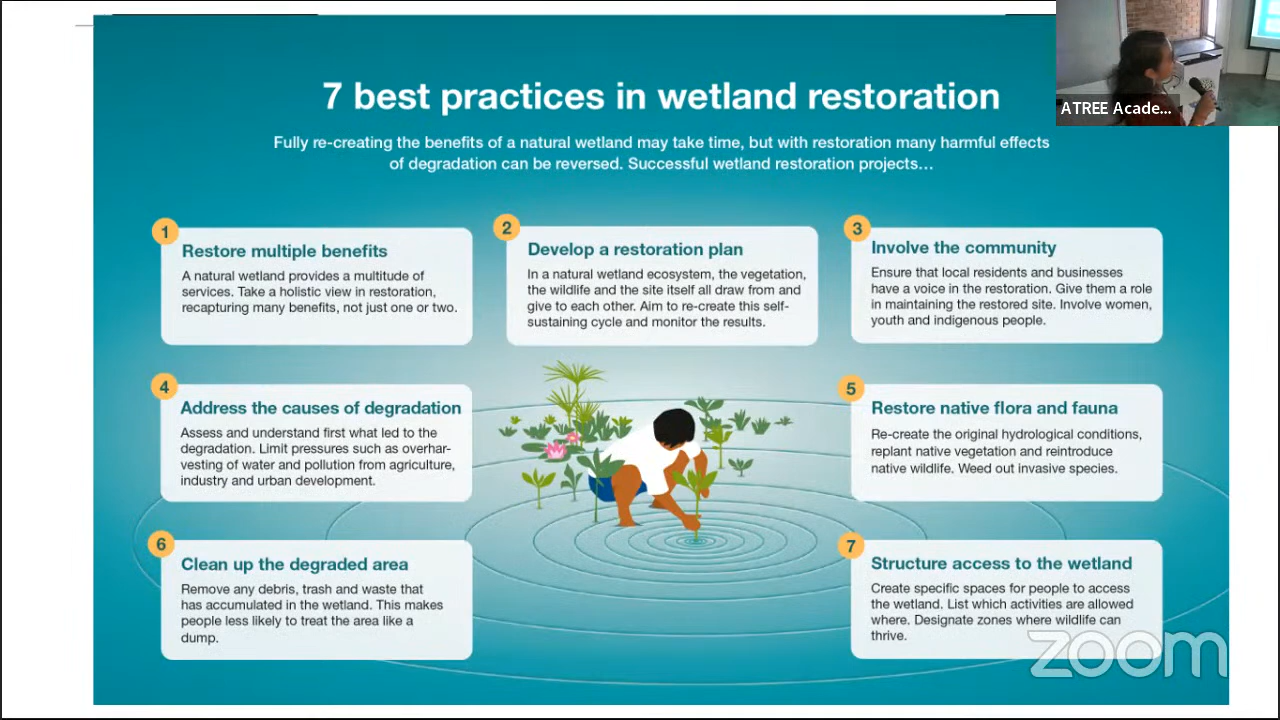 7 best practices in wetland restoration
Fully re-creating the benefits of a natural wetland may take time, but with restoration many harmful effects
of degradation can be reversed. Successful wetland restoration projects…
ATREE Acade...
1
Restore multiple benefits
A natural wetland provides a multitude of
services. Take a holistic view in restoration,
recapturing many benefits, not just one or two.
2
Develop a restoration plan
In a natural wetland ecosystem, the vegetation,
the wildlife and the site itself all draw from and
give to each other. Aim to re-create this self-
sustaining cycle and monitor the results.
3
Involve the community
Ensure that local residents and businesses
have a voice in the restoration. Give them a role
in maintaining the restored site. Involve women,
youth and indigenous people.
4
Address the causes of degradation
Assess and understand first what led to the
degradation. Limit pressures such as overhar-
vesting of water and pollution from agriculture,
industry and urban development.
5
Restore native flora and fauna
Re-create the original hydrological conditions,
replant native vegetation and reintroduce
native wildlife. Weed out invasive species.
6
Clean up the degraded area
Remove any debris, trash and waste that
has accumulated in the wetland. This makes
people less likely to treat the area like a
dump.
7
Structure access to the wetland
Create specific spaces for people to access
the wetland. List which activities are allowed
where. Designate zones where wildlife can
thrive.
zoom